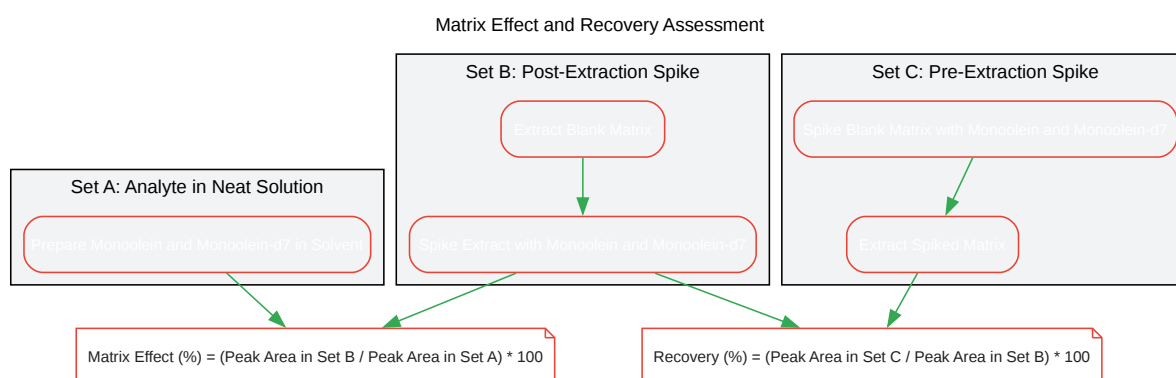 Matrix Effect and Recovery Assessment
Set B: Post-Extraction Spike
Set C: Pre-Extraction Spike
Extract Blank Matrix
Spike Blank Matrix with Monoolein and Monoolein-d7
Set A: Analyte in Neat Solution
Prepare Monoolein and Monoolein-d7 in Solvent
Spike Extract with Monoolein and Monoolein-d7
Extract Spiked Matrix
Matrix Effect (%) = (Peak Area in Set B / Peak Area in Set A) * 100
Recovery (%) = (Peak Area in Set C / Peak Area in Set B) * 100